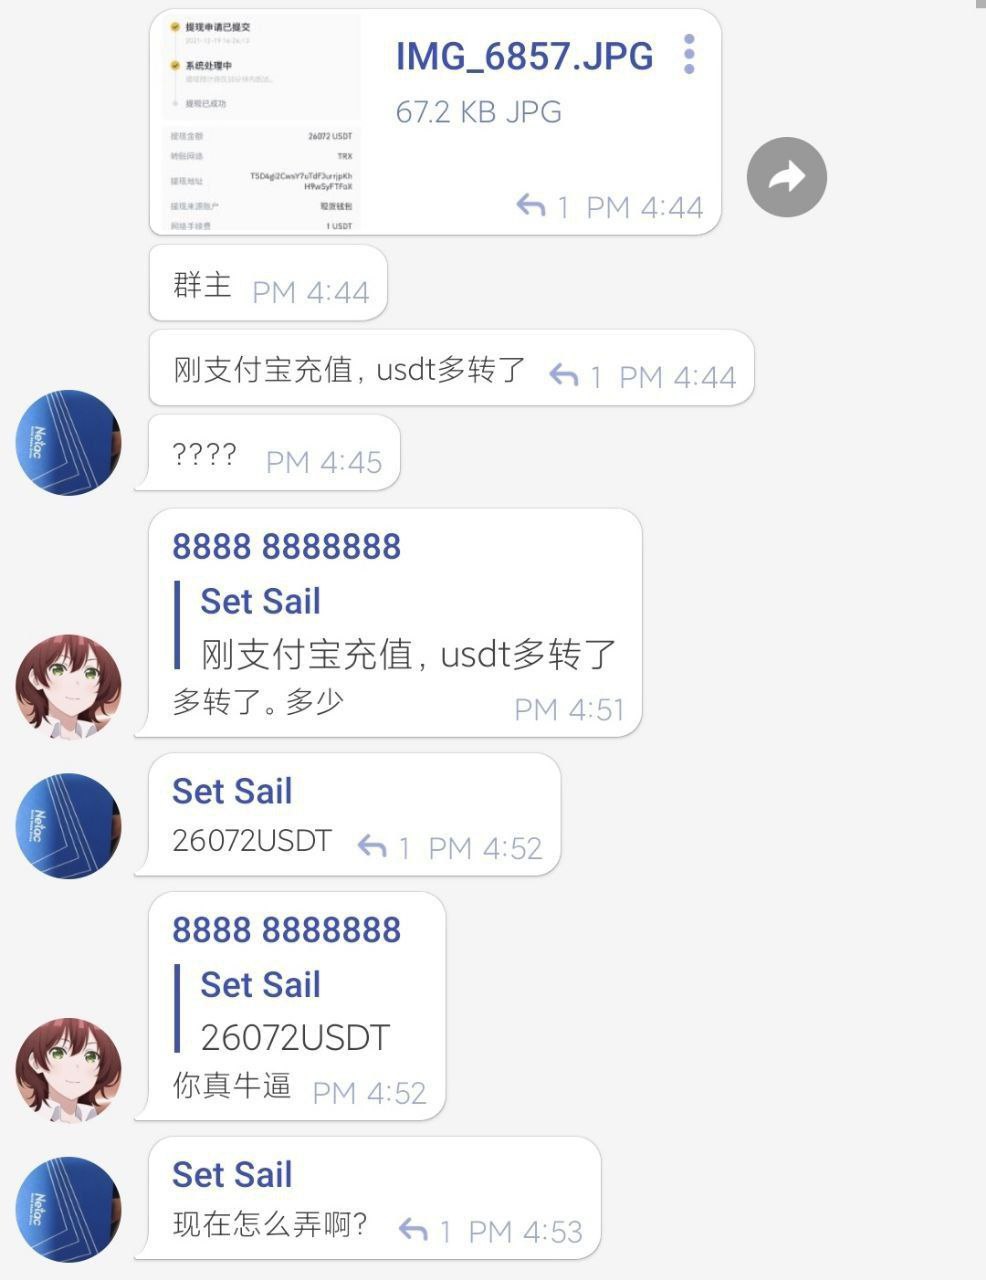 提现申请已提交
2021-12-19 16:26:13
系统处理中
提现已成功
提现金额 26072 USDT
转账网络 TRX
提现地址
提现来源账户 现货钱包
网络手续费 1 USDT
IMG_6857.JPG
67.2 KB JPG
1 PM 4:44
群主 PM 4:44
刚支付宝充值, usdt多转了 1 PM 4:44
Netac
???? PM 4:45
8888 8888888
Set Sail
刚支付宝充值, usdt多转了
多转了。多少 PM 4:51
Set Sail
Netac
26072USDT 1 PM 4:52
8888 8888888
Set Sail
26072USDT
你真牛逼 PM 4:52
Set Sail
Netac
现在怎么弄啊? 1 PM 4:53